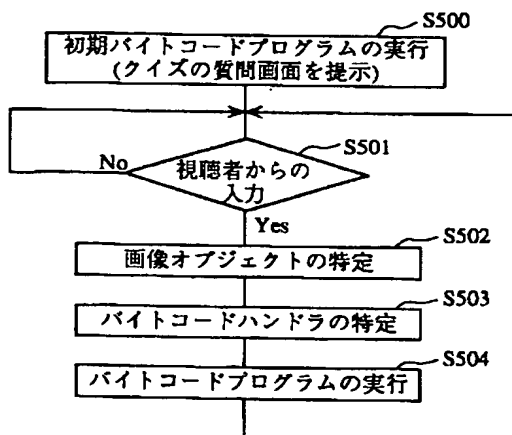 S500
初期バイトコードプログラムの実行
(クイズの質問画面を提示)
S501
No
視聴者からの
入力
Yes
S502
画像オブジェクトの特定
S503
バイトコードハンドラの特定
S504
バイトコードプログラムの実行